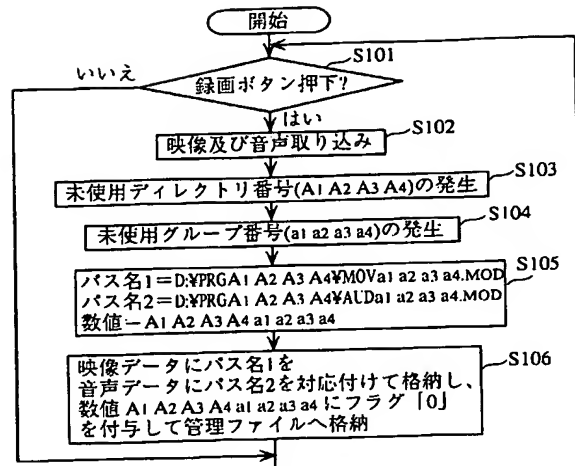 開始
S101
いいえ
録画ボタン押下?
はい
S102
映像及び音声取り込み
S103
未使用ディレクトリ番号(A1 A2 A3 A4)の発生
S104
未使用グループ番号(a1 a2 a3 a4)の発生
S105
パス名1=D:¥PRGA1 A2 A3 A4¥MOVa1 a2 a3 a4.MOD
パス名2=D:¥PRGA1 A2 A3 A4¥AUDa1 a2 a3 a4.MOD
数値=A1 A2 A3 A4 a1 a2 a3 a4
S106
映像データにパス名1を
音声データにパス名2を対応付けて格納し、
数値 A1 A2 A3 A4 a1 a2 a3 a4 にフラグ「0」
を付与して管理ファイルへ格納